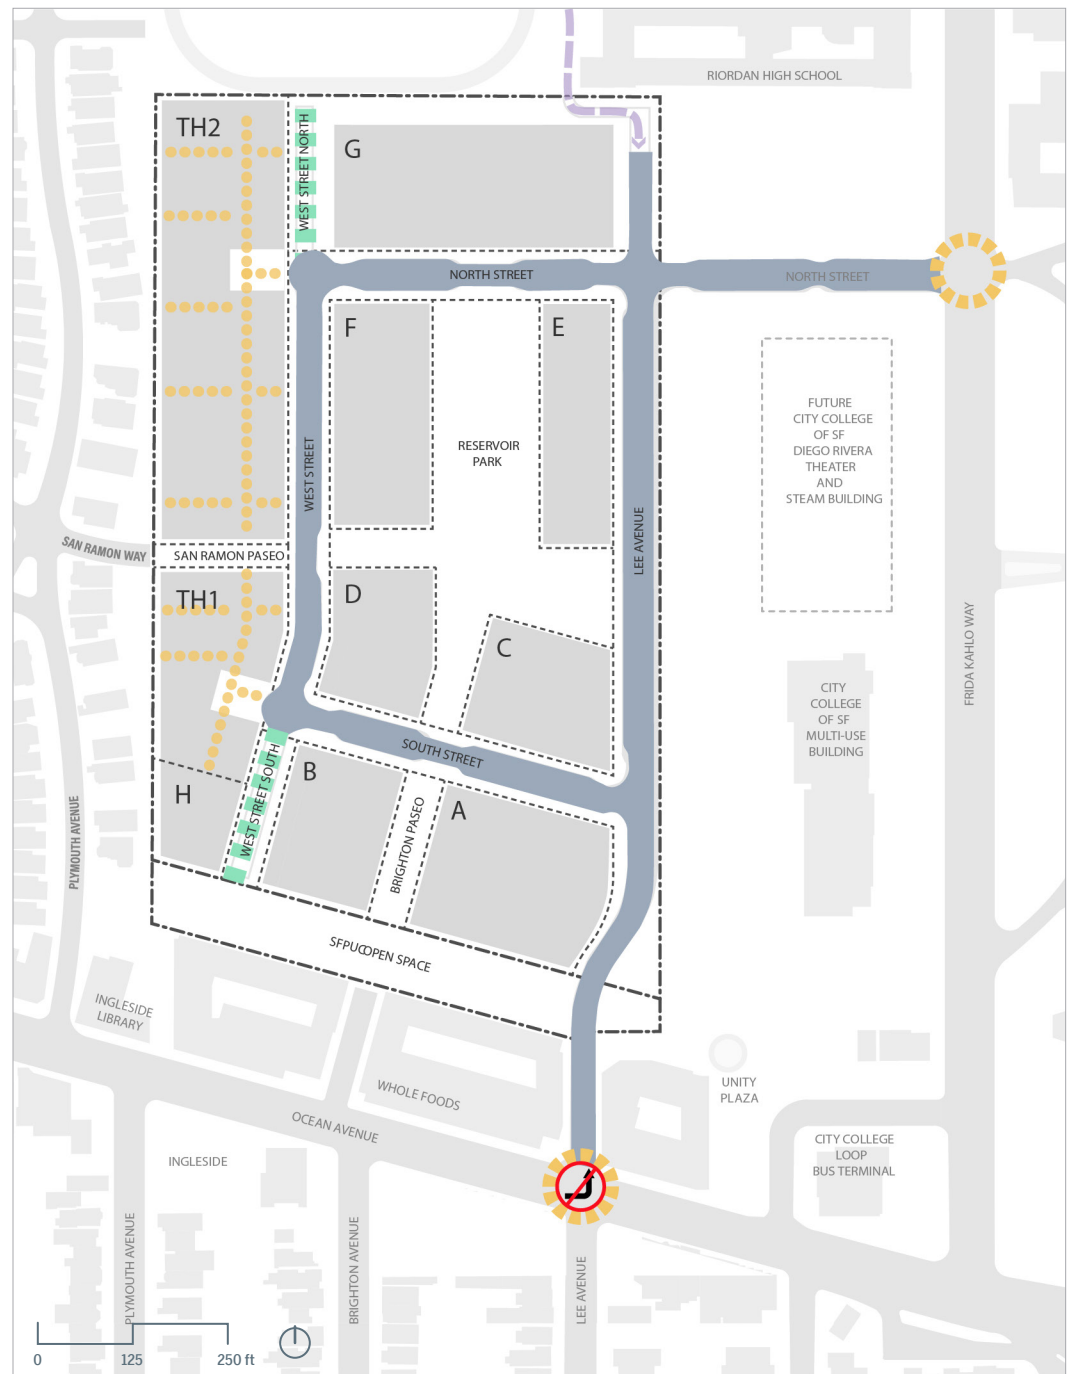 RIORDAN HIGH SCHOOL
TH2
WEST STREET NORTH
G
NORTH STREET
NORTH STREET
F
E
WEST STREET
RESERVOIR
PARK
LEE AVENUE
FUTURE
CITY COLLEGE
OF SF
DIEGO RIVERA
THEATER
AND
STEAM BUILDING
SAN RAMON WAY
SAN RAMON PASEO
TH1
D
C
FRIDA KAHLO WAY
CITY
COLLEGE
OF SF
MULTI-USE
BUILDING
SOUTH STREET
H
WEST STREET SOUTH
B
BRIGHTON PASEO
A
PLYMOUTH AVENUE
SFPUCOPEN SPACE
INGLESIDE
LIBRARY
WHOLE FOODS
UNITY
PLAZA
OCEAN AVENUE
CITY COLLEGE
LOOP
BUS TERMINAL
INGLESIDE
PLYMOUTH AVENUE
BRIGHTON AVENUE
LEE AVENUE
0
125
250 ft